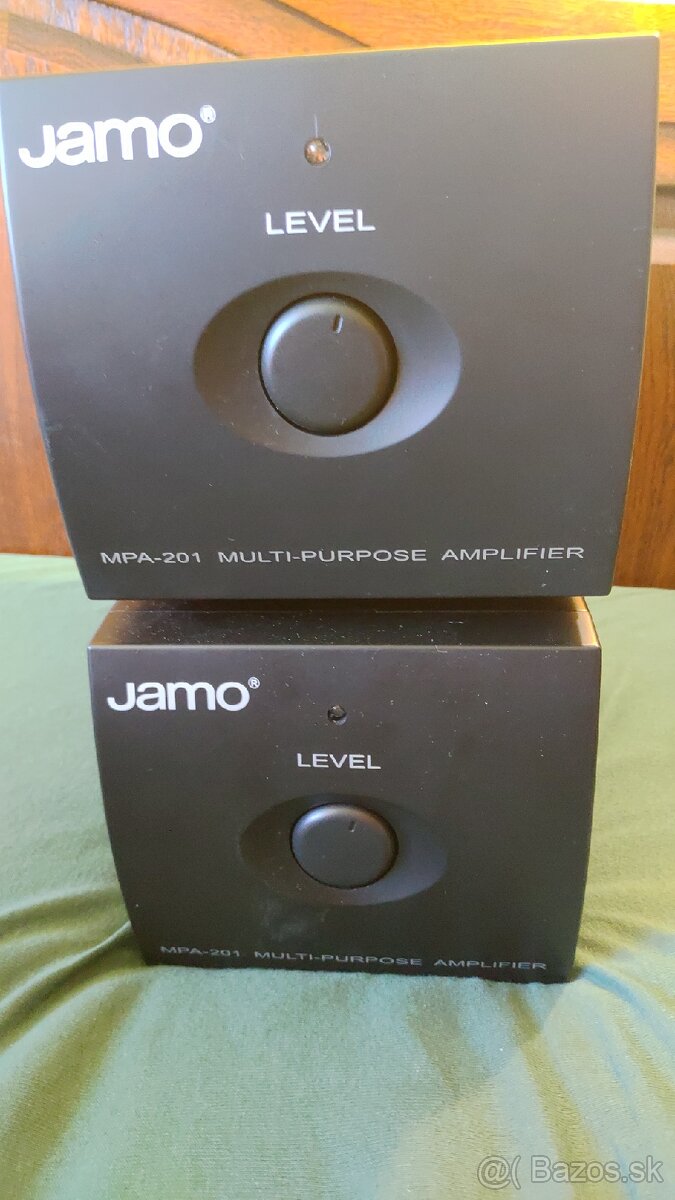 Jamo®
LEVEL
MPA-201 MULTI-PURPOSE AMPLIFIER
Jamo®
LEVEL
MPA-201 MULTI-PURPOSE AMPLIFIER
@( Bazos.sk